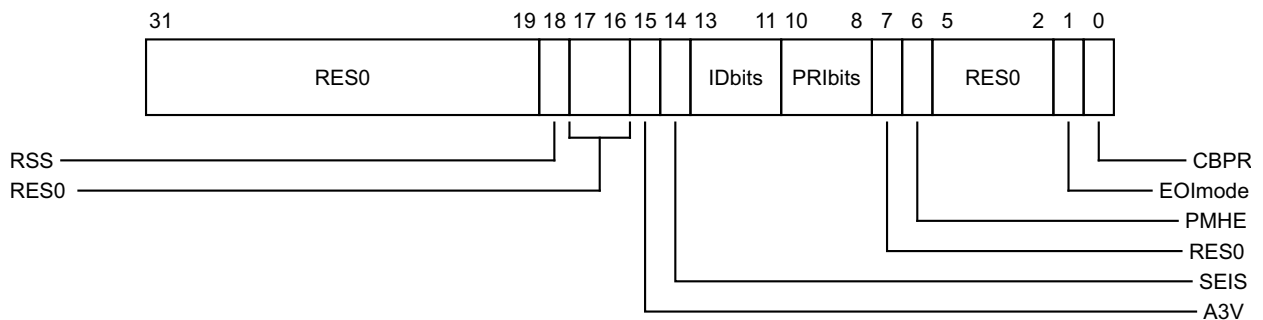 31 19 18 17 16 15 14 13 11 10 8 7 6 5 2 1 0
RES0 IDbits PRIbits RES0
RSS CBPR
RES0 EOImode
PMHE
RES0
SEIS
A3V